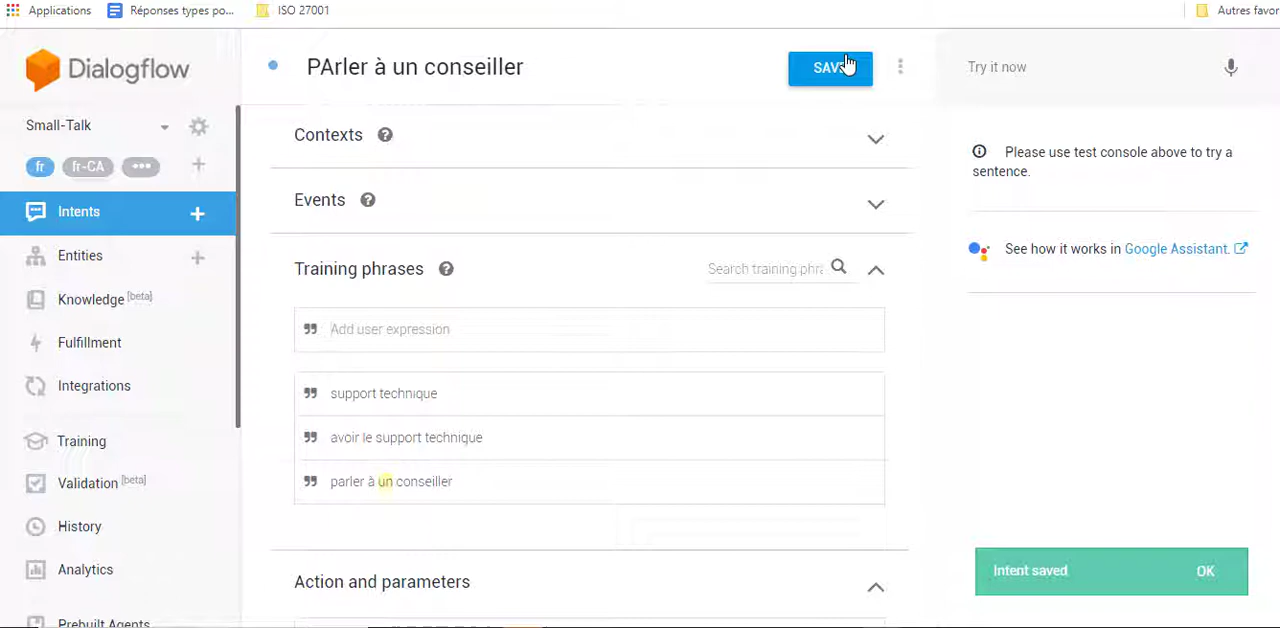 Applications
Réponses types po...
ISO 27001
Autres favor
Dialogflow
PArler à un conseiller
SAVE
Try it now
Small-Talk
fr
fr-CA
Contexts
Please use test console above to try a
sentence.
Intents
Events
See how it works in Google Assistant.
Entities
Training phrases
Search training phra
Knowledge [beta]
Add user expression
Fulfillment
Integrations
support technique
avoir le support technique
Training
parler à un conseiller
Validation [beta]
History
Analytics
Intent saved
OK
Action and parameters
Prebuilt Agents